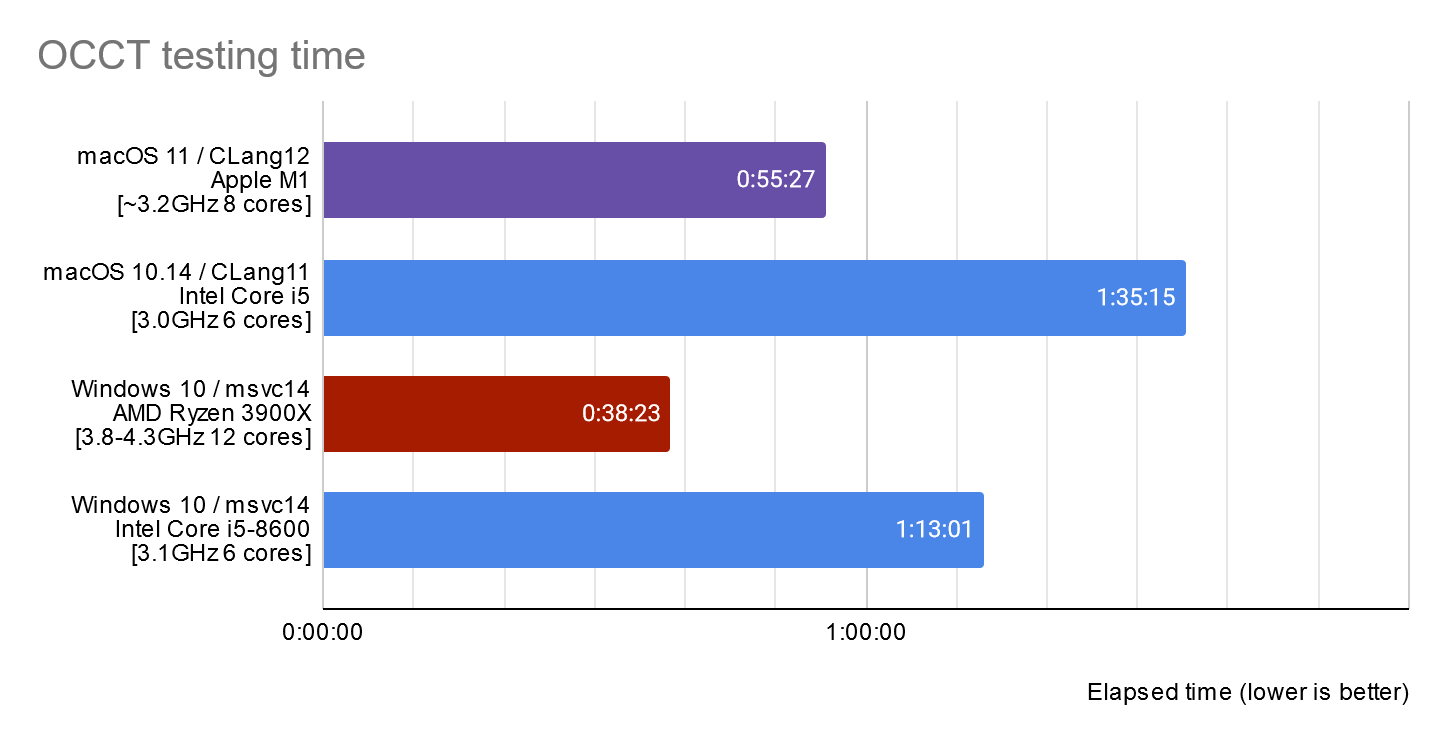 OCCT testing time
macOS 11 / CLang12
Apple M1
[~3.2GHz 8 cores]
0:55:27
macOS 10.14 / CLang11
Intel Core i5
[3.0GHz 6 cores]
1:35:15
Windows 10 / msvc14
AMD Ryzen 3900X
[3.8-4.3GHz 12 cores]
0:38:23
Windows 10 / msvc14
Intel Core i5-8600
[3.1GHz 6 cores]
1:13:01
0:00:00
1:00:00
Elapsed time (lower is better)